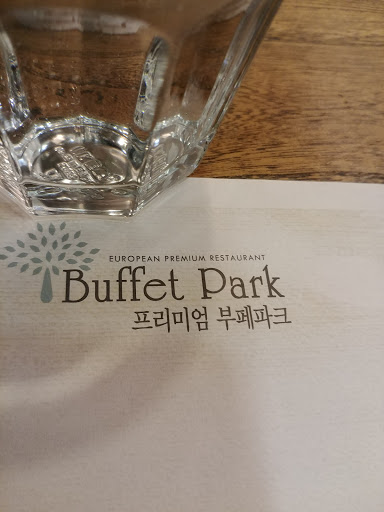 EUROPEAN PREMIUM RESTAURANT
Buffet Park
프리미엄 부페파크